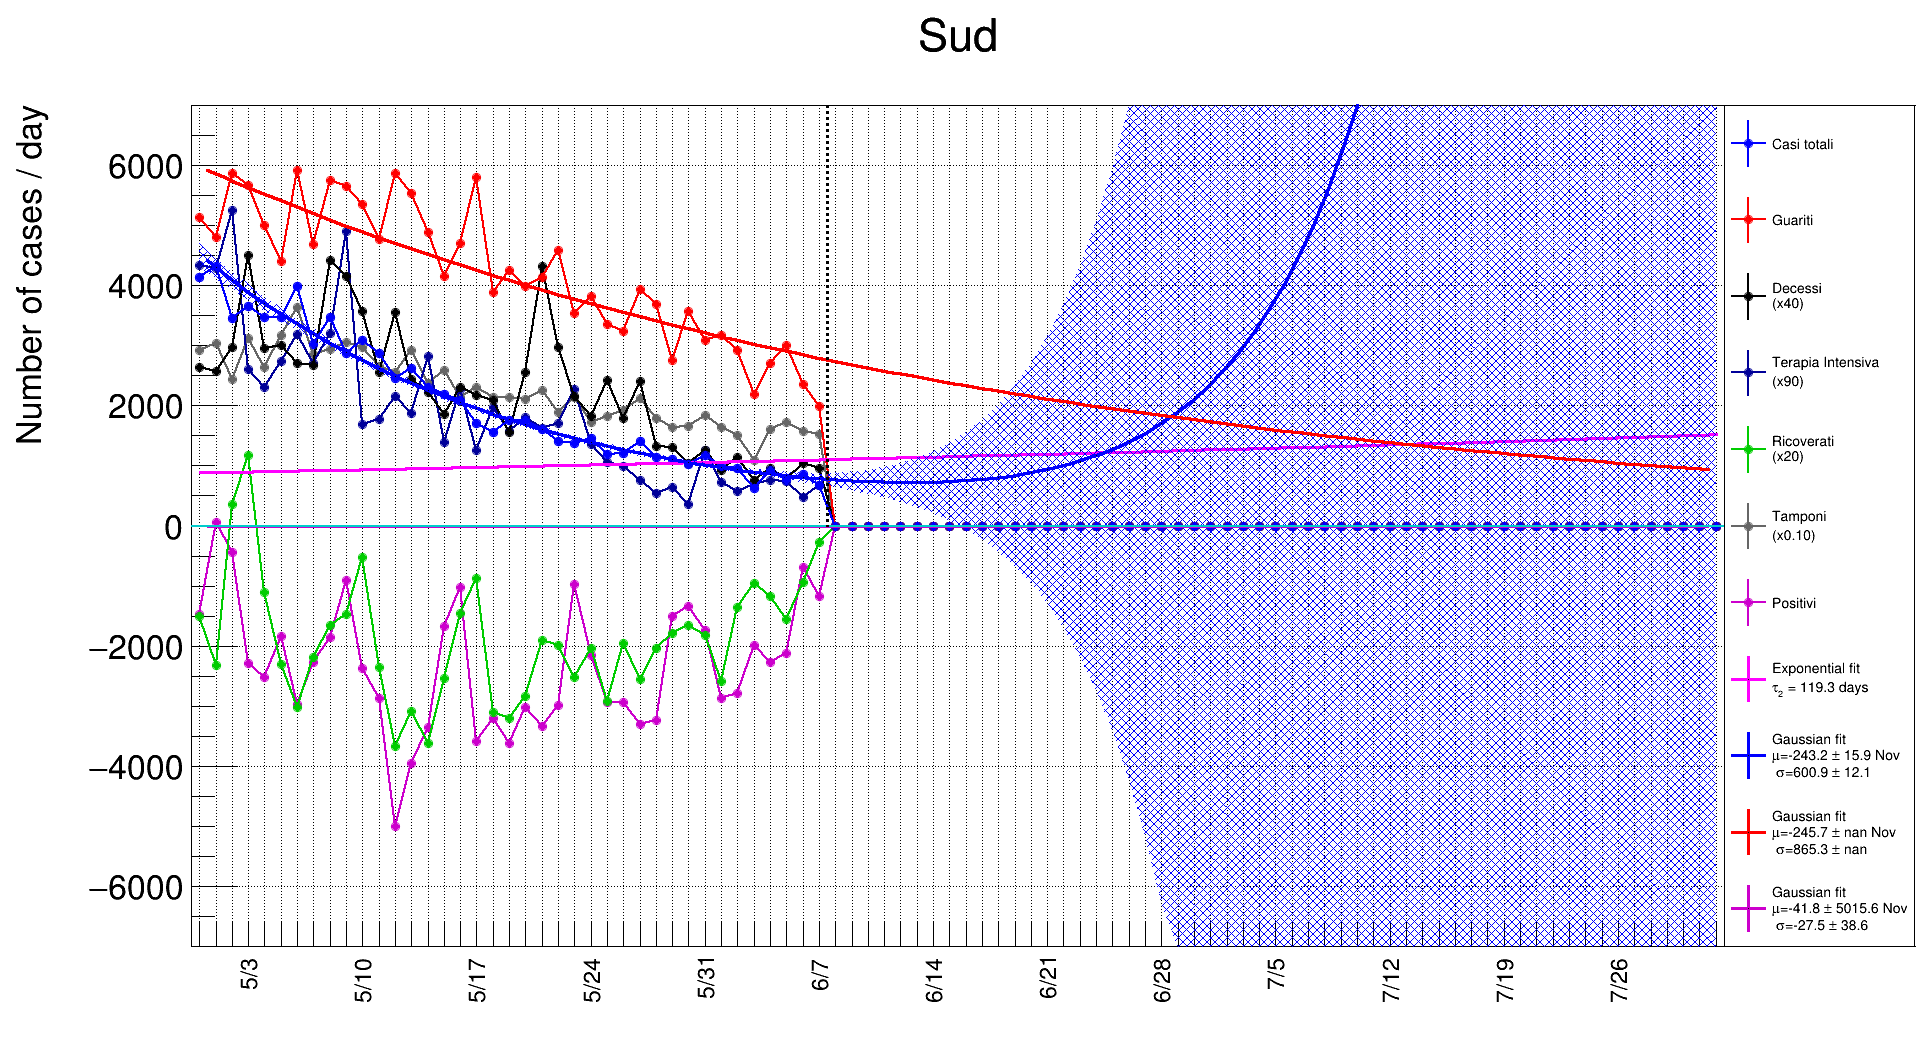 Sud
Number of cases / day
6000
4000
2000
0
−2000
−4000
−6000
5/3
5/10
5/17
5/24
5/31
6/7
6/14
6/21
6/28
7/5
7/12
7/19
7/26
Casi totali
Guariti
Decessi
(x40)
Terapia Intensiva
(x90)
Ricoverati
(x20)
Tamponi
(x0.10)
Positivi
Exponential fit
τ2 = 119.3 days
Gaussian fit
μ=-243.2 ± 15.9 Nov
σ=600.9 ± 12.1
Gaussian fit
μ=-245.7 ± nan Nov
σ=865.3 ± nan
Gaussian fit
μ=-41.8 ± 5015.6 Nov
σ=-27.5 ± 38.6